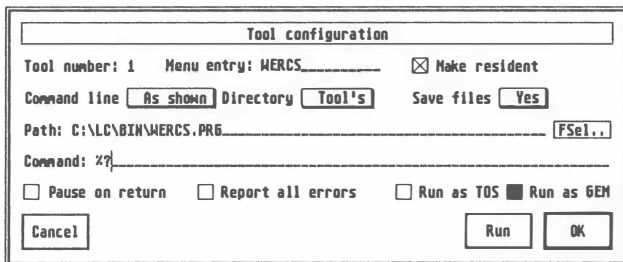 Tool configuration
Tool number: 1 Menu entry: WERCS__________ Make resident
Command line As shown Directory Tool's Save files Yes
Path: C:\LC\BIN\WERCS.PRG__________ FSel..
Command: %?__________
Pause on return Report all errors Run as TOS Run as GEM
Cancel Run OK